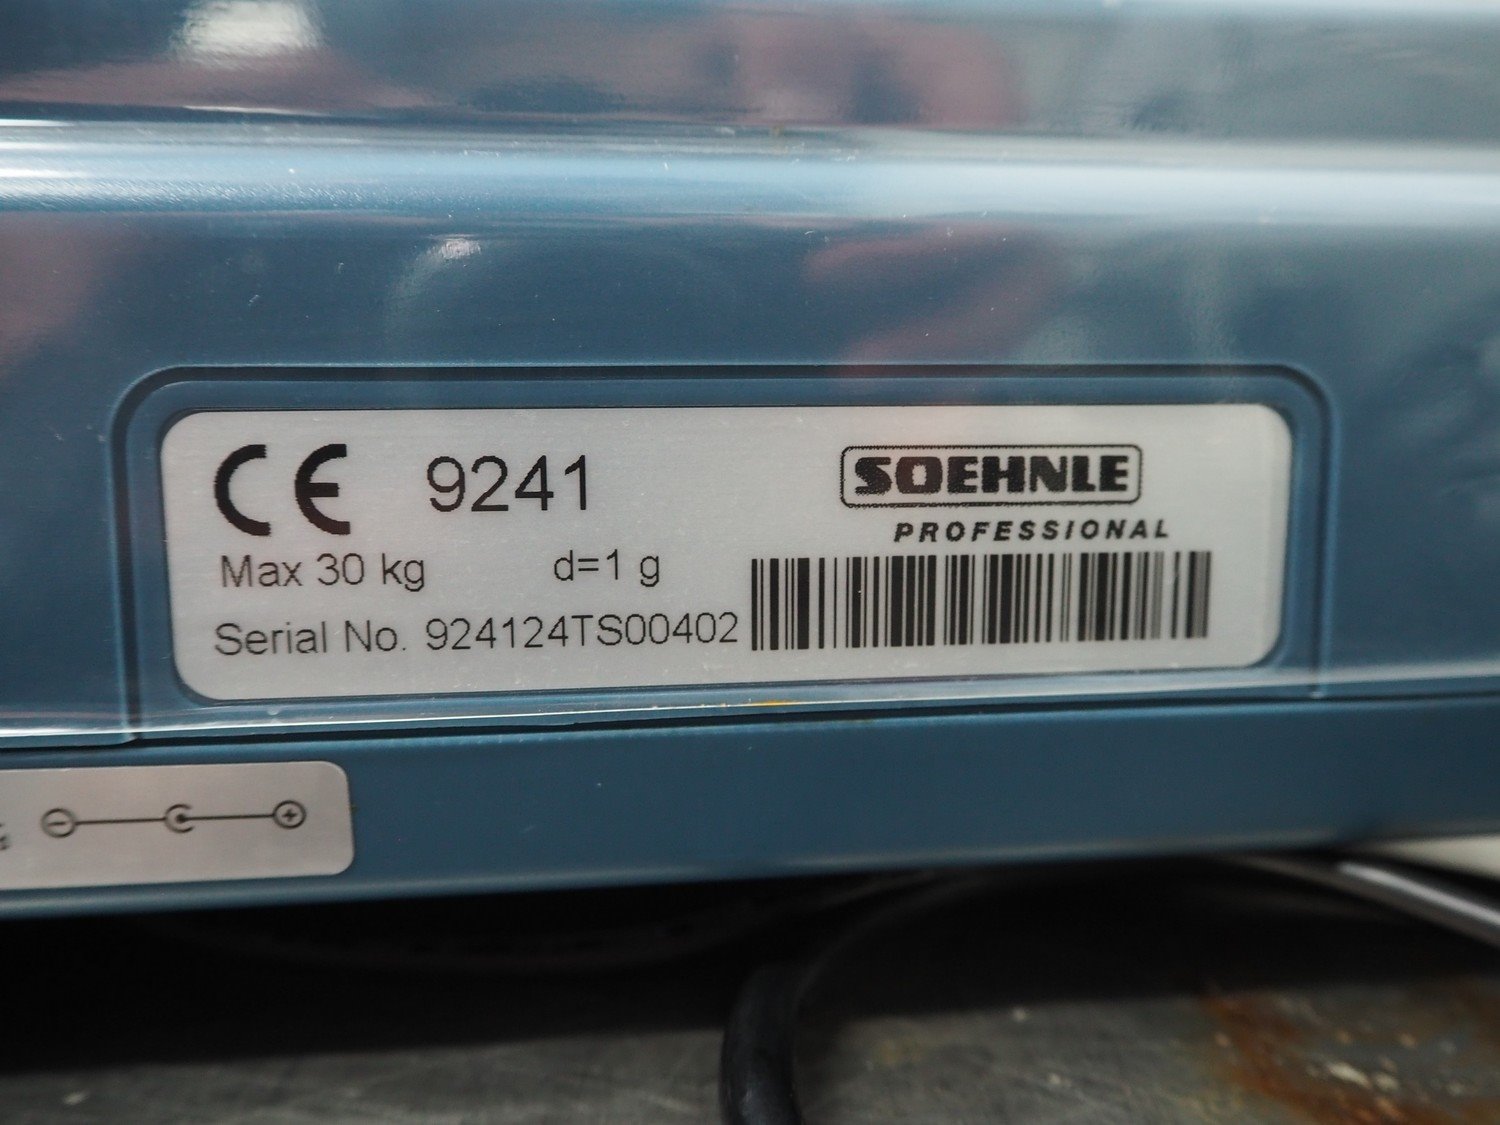 CE 9241
SOEHNLE
PROFESSIONAL
Max 30 kg d=1 g
Serial No. 924124TS00402